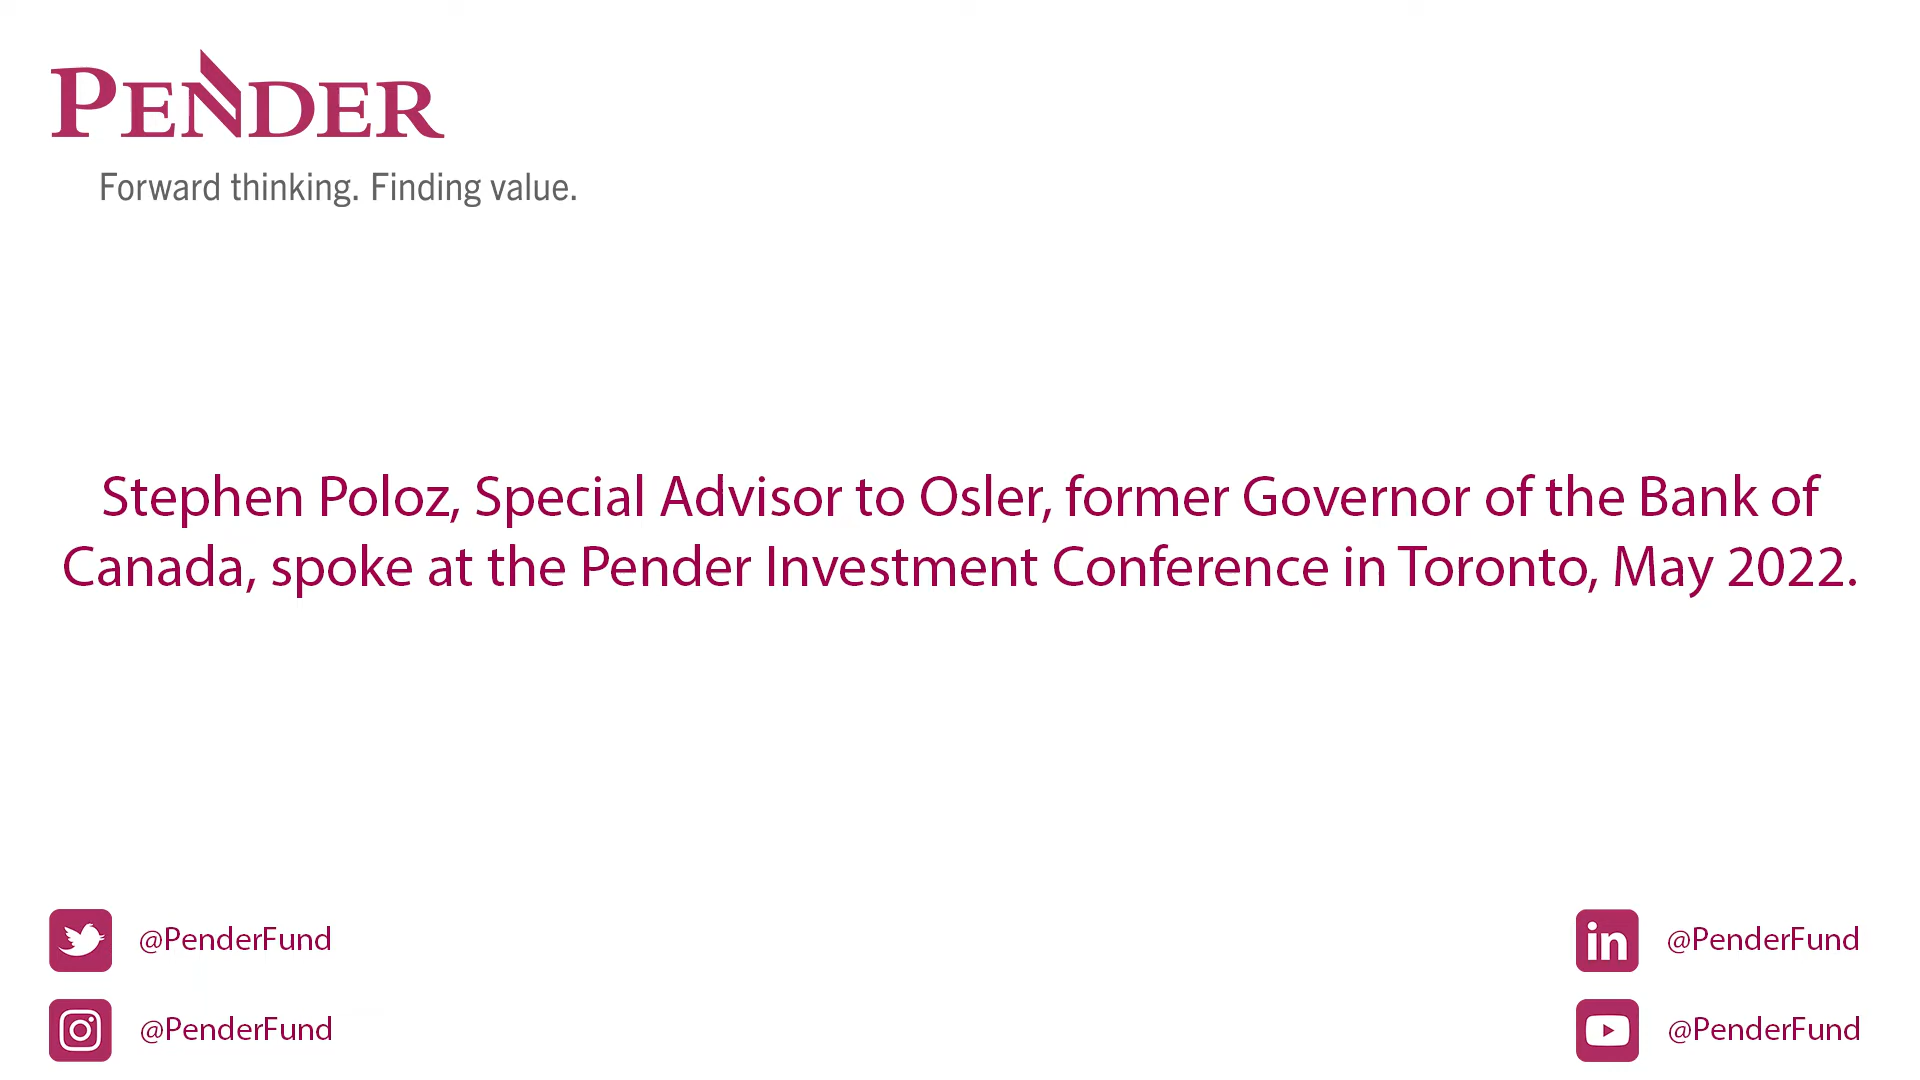 PENDER
Forward thinking. Finding value.
Stephen Poloz, Special Advisor to Osler, former Governor of the Bank of
Canada, spoke at the Pender Investment Conference in Toronto, May 2022.
@PenderFund
in @PenderFund
@PenderFund
@PenderFund